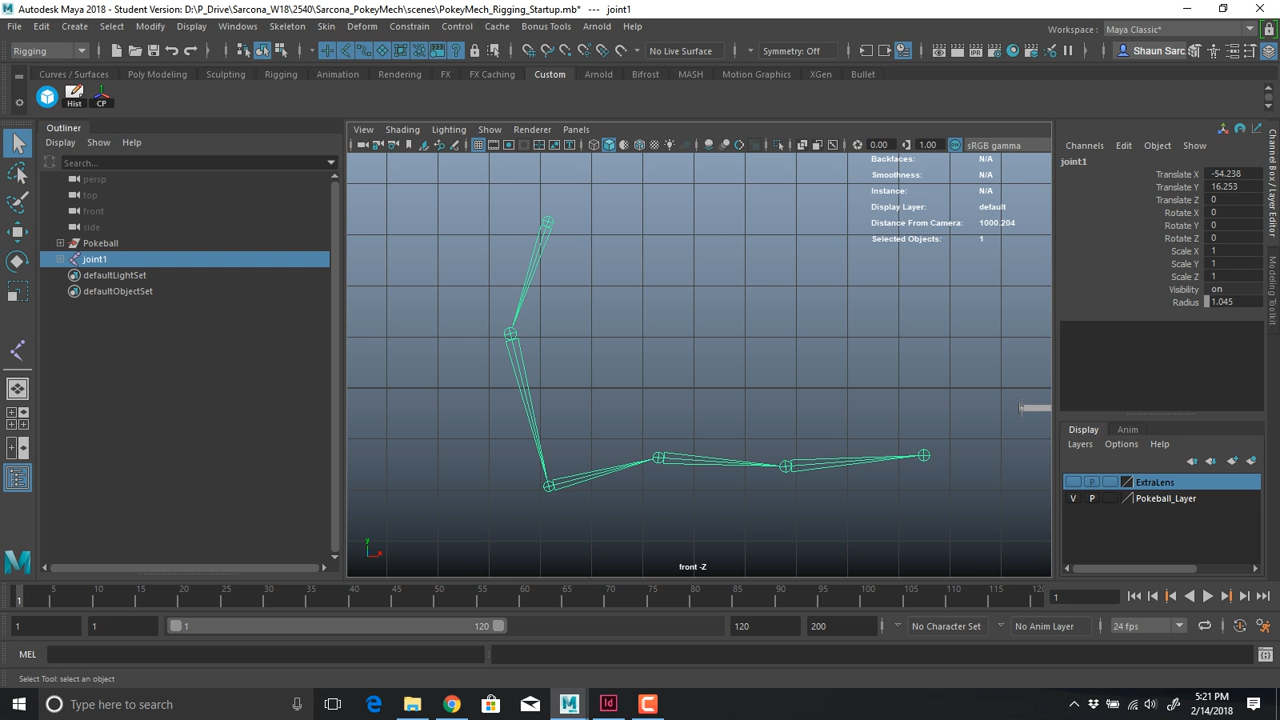 Autodesk Maya 2018 - Student Version: D:\P_Drive\Sarcona_W18\2540\Sarcona_PokeyMech\scenes\PokeyMech_Rigging_Startup.mb* --- joint1
File Edit Create Select Modify Display Windows Skeleton Skin Deform Constrain Control Cache Bonus Tools Arnold Help
Workspace : Maya Classic*
Rigging No Live Surface Symmetry: Off Shaun Sarc
Curves / Surfaces Poly Modeling Sculpting Rigging Animation Rendering FX FX Caching Custom Arnold Bifrost MASH Motion Graphics XGen Bullet
Hist CP
Outliner
Display Show Help
Search...
persp
top
front
side
Pokeball
joint1
defaultLightSet
defaultObjectSet
View Shading Lighting Show Renderer Panels
0.00 1.00 sRGB gamma
Backfaces: N/A
Smoothness: N/A
Instance: N/A
Display Layer: default
Distance From Camera: 1000.204
Selected Objects: 1
y
x
front -Z
Channels Edit Object Show
joint1
Translate X -54.238
Translate Y 16.253
Translate Z 0
Rotate X 0
Rotate Y 0
Rotate Z 0
Scale X 1
Scale Y 1
Scale Z 1
Visibility on
Radius 1.045
Channel Box / Layer Editor
Modeling Toolkit
Display Anim
Layers Options Help
P ExtraLens
V P Pokeball_Layer
1 5 10 15 20 25 30 35 40 45 50 55 60 65 70 75 80 85 90 95 100 105 110 115 120
1
1 1 1 120 120 200 No Character Set No Anim Layer 24 fps
MEL
Select Tool: select an object
Type here to search
5:21 PM
2/14/2018